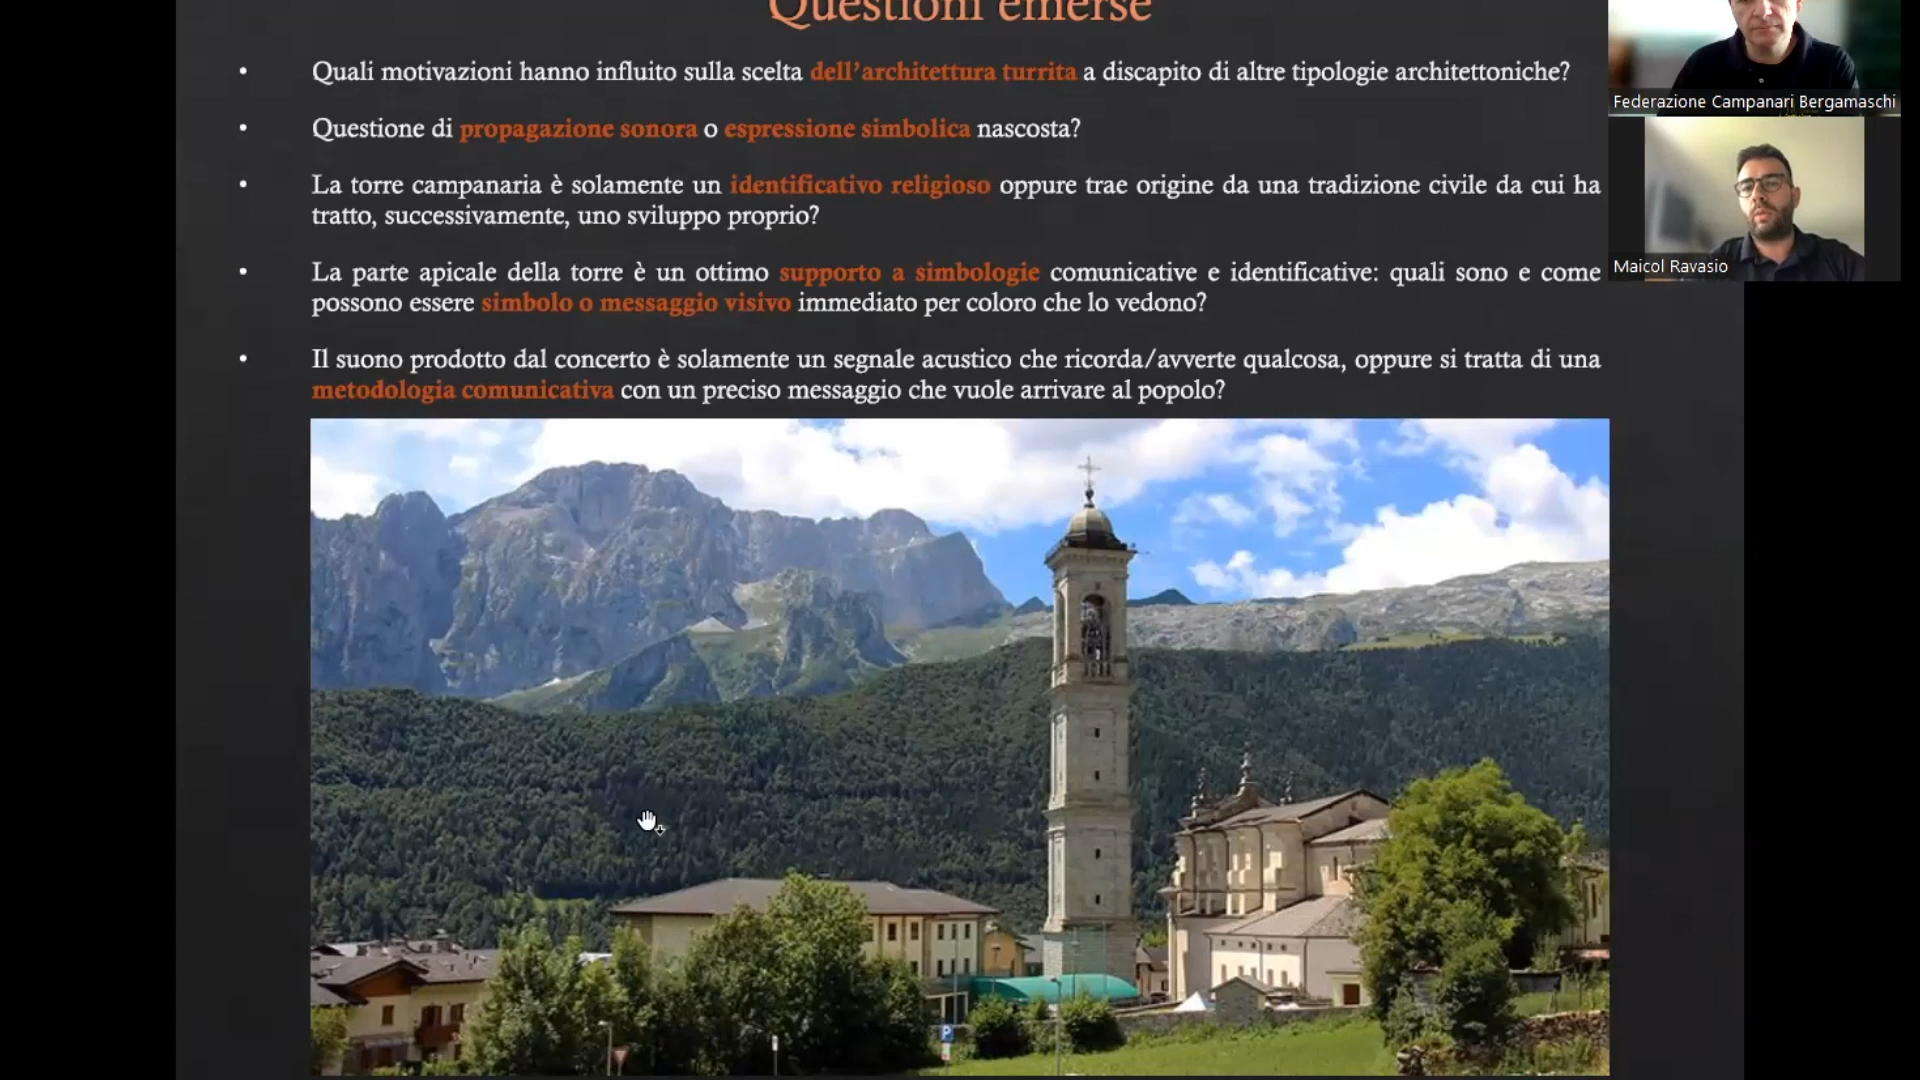 Questioni emerse
• Quali motivazioni hanno influito sulla scelta dell'architettura turrita a discapito di altre tipologie architettoniche?
• Questione di propagazione sonora o espressione simbolica nascosta?
• La torre campanaria è solamente un identificativo religioso oppure trae origine da una tradizione civile da cui ha
tratto, successivamente, uno sviluppo proprio?
• La parte apicale della torre è un ottimo supporto a simbologie comunicative e identificative: quali sono e come
possono essere simbolo o messaggio visivo immediato per coloro che lo vedono?
• Il suono prodotto dal concerto è solamente un segnale acustico che ricorda/avverte qualcosa, oppure si tratta di una
metodologia comunicativa con un preciso messaggio che vuole arrivare al popolo?
Federazione Campanari Bergamaschi
Maicol Ravasio
P